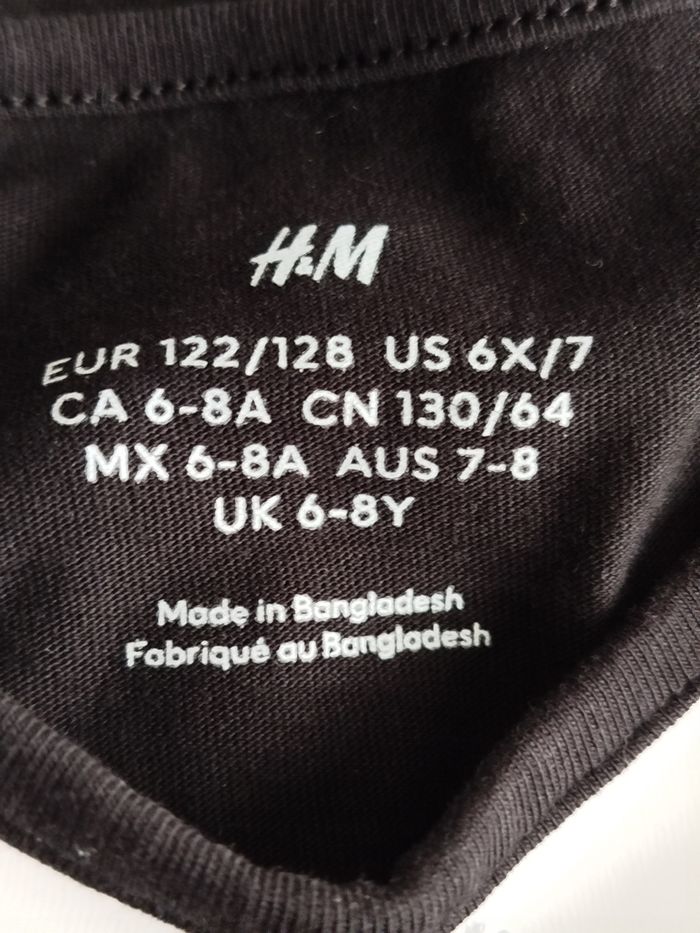 H&M
EUR 122/128 US 6X/7
CA 6-8A CN 130/64
MX 6-8A AUS 7-8
UK 6-8Y
Made in Bangladesh
Fabriqué au Bangladesh